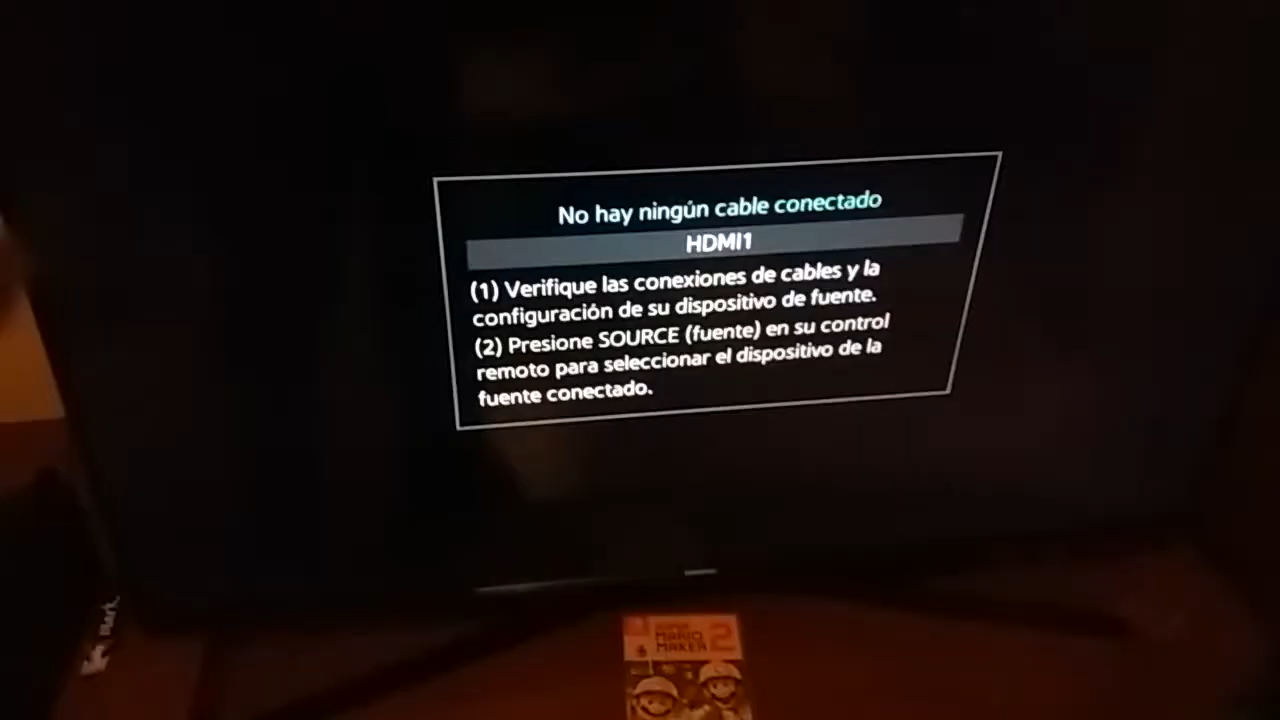 No hay ningún cable conectado
HDMI1
(1) Verifique las conexiones de cables y la
configuración de su dispositivo de fuente.
(2) Presione SOURCE (fuente) en su control
remoto para seleccionar el dispositivo de la
fuente conectado.
SUPER
MARIO
MAKER 2